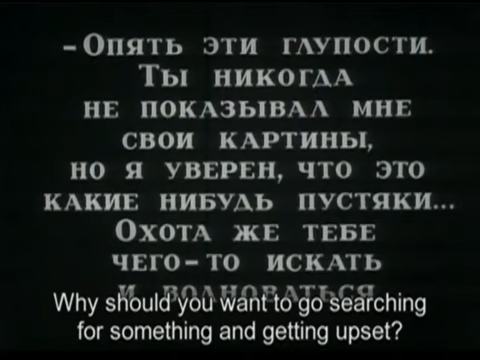 – Опять эти глупости.
Ты никогда
не показывал мне
свои картины,
но я уверен, что это
какие нибудь пустяки...
Охота же тебе
чего-то искать
и волноваться
Why should you want to go searching
for something and getting upset?